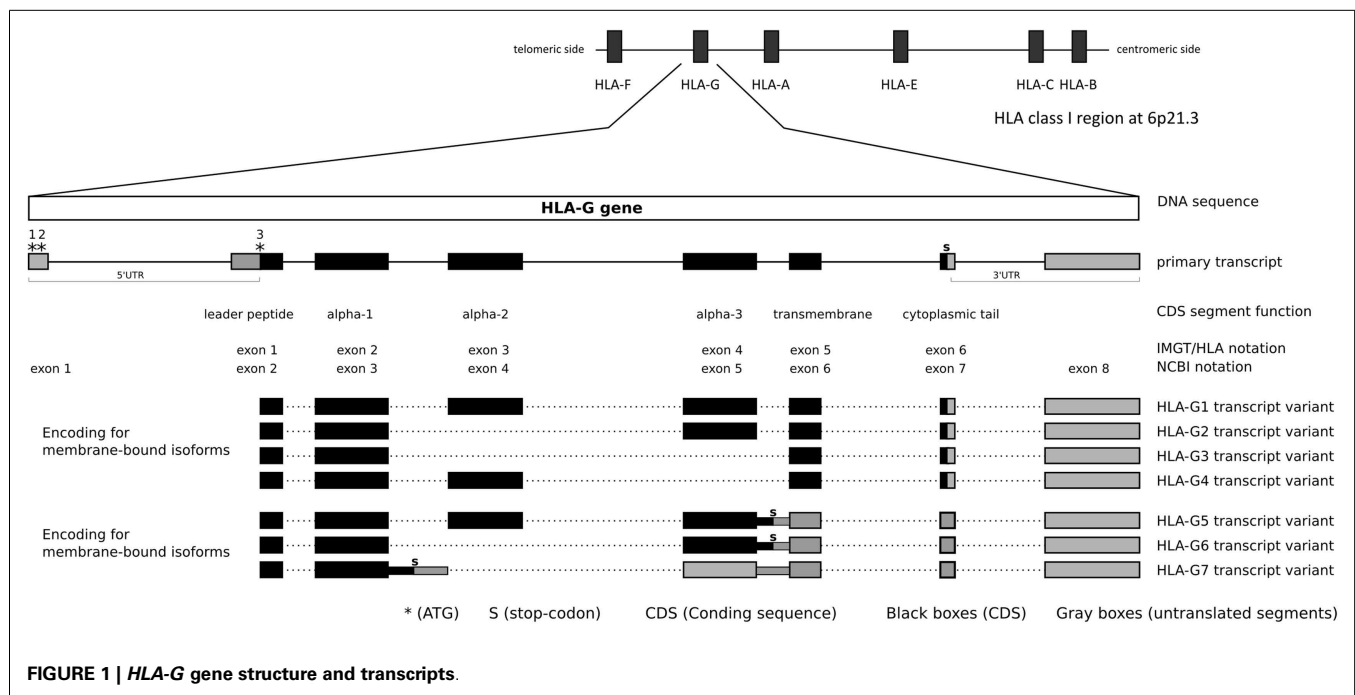 telomeric side
centromeric side
HLA-F HLA-G HLA-A HLA-E HLA-C HLA-B
HLA class I region at 6p21.3
HLA-G gene
DNA sequence
1 2 3
** *
s
primary transcript
5'UTR 3'UTR
leader peptide alpha-1 alpha-2 alpha-3 transmembrane cytoplasmic tail CDS segment function
exon 1 exon 2 exon 3 exon 4 exon 5 exon 6 IMGT/HLA notation
exon 1 exon 2 exon 3 exon 4 exon 5 exon 6 exon 7 exon 8 NCBI notation
HLA-G1 transcript variant
Encoding for
membrane-bound isoforms
HLA-G2 transcript variant
HLA-G3 transcript variant
HLA-G4 transcript variant
s
HLA-G5 transcript variant
Encoding for
membrane-bound isoforms
s
HLA-G6 transcript variant
s
HLA-G7 transcript variant
* (ATG) S (stop-codon) CDS (Conding sequence) Black boxes (CDS) Gray boxes (untranslated segments)
FIGURE 1 | HLA-G gene structure and transcripts.